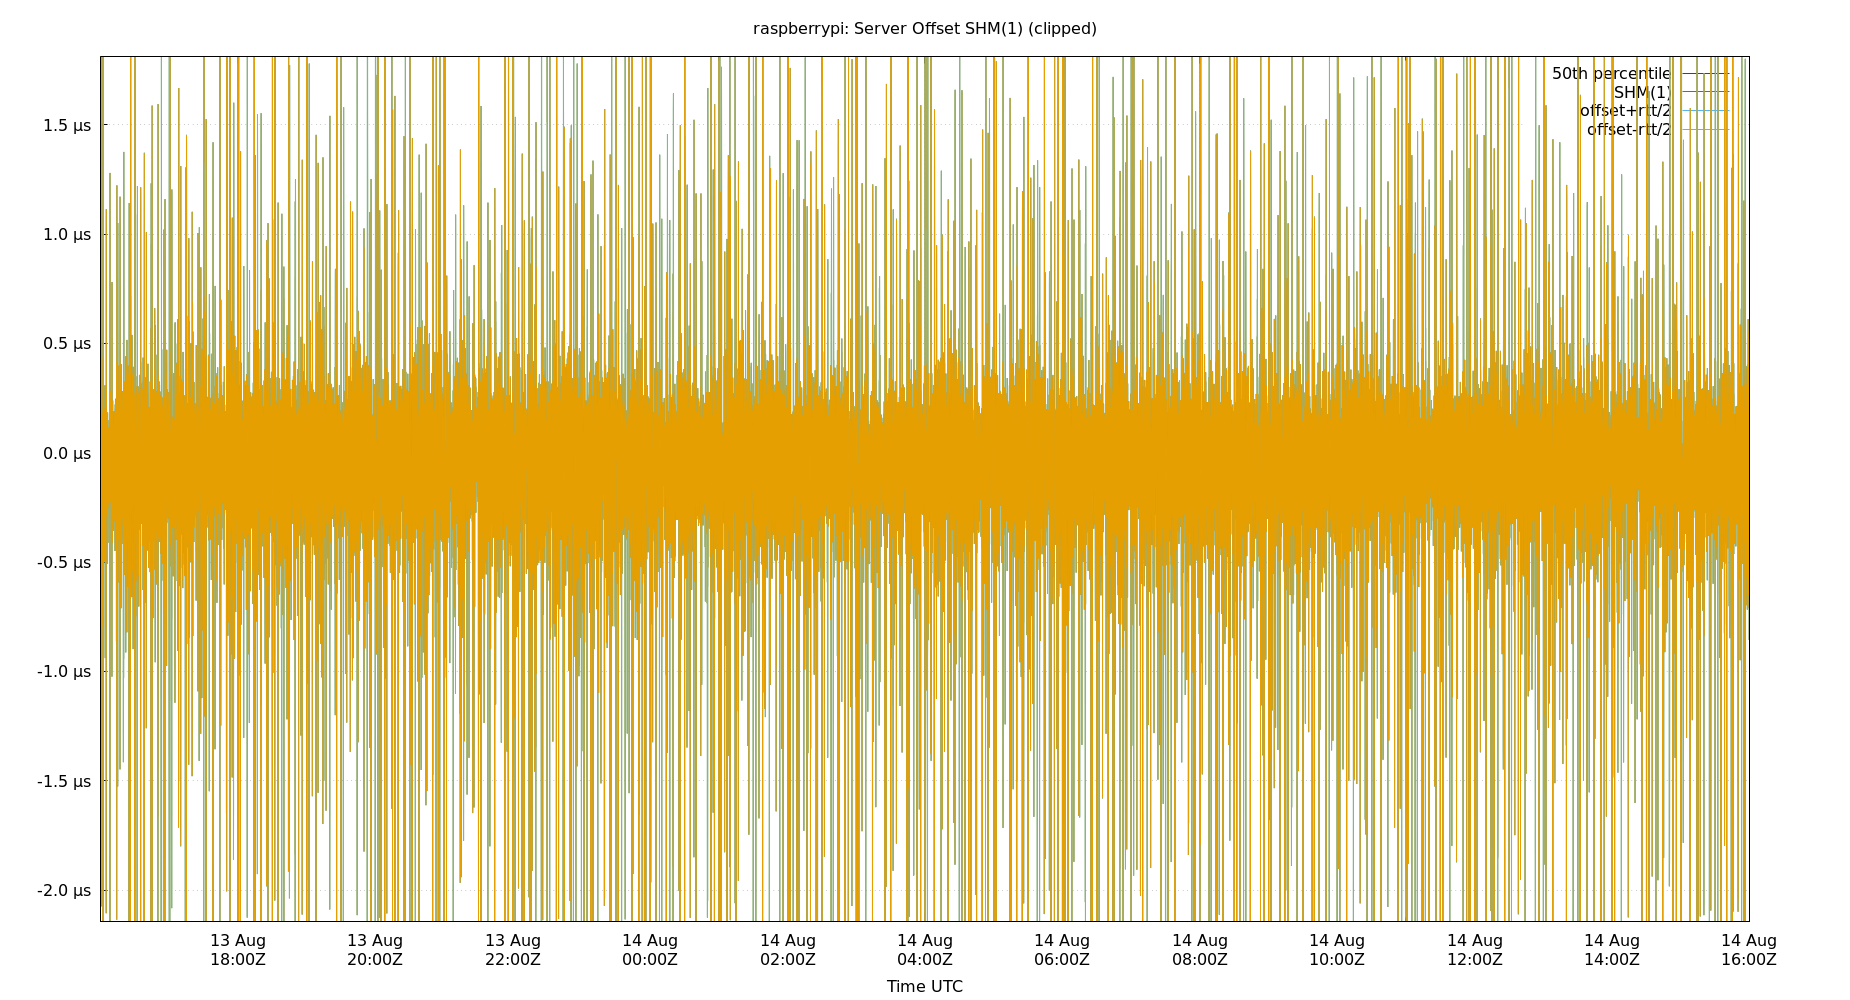 raspberrypi: Server Offset SHM(1) (clipped)
50th percentile
SHM(1)
offset+rtt/2
offset-rtt/2
1.5 µs
1.0 µs
0.5 µs
0.0 µs
-0.5 µs
-1.0 µs
-1.5 µs
-2.0 µs
13 Aug 13 Aug 13 Aug 14 Aug 14 Aug 14 Aug 14 Aug 14 Aug 14 Aug 14 Aug 14 Aug 14 Aug
18:00Z 20:00Z 22:00Z 00:00Z 02:00Z 04:00Z 06:00Z 08:00Z 10:00Z 12:00Z 14:00Z 16:00Z
Time UTC